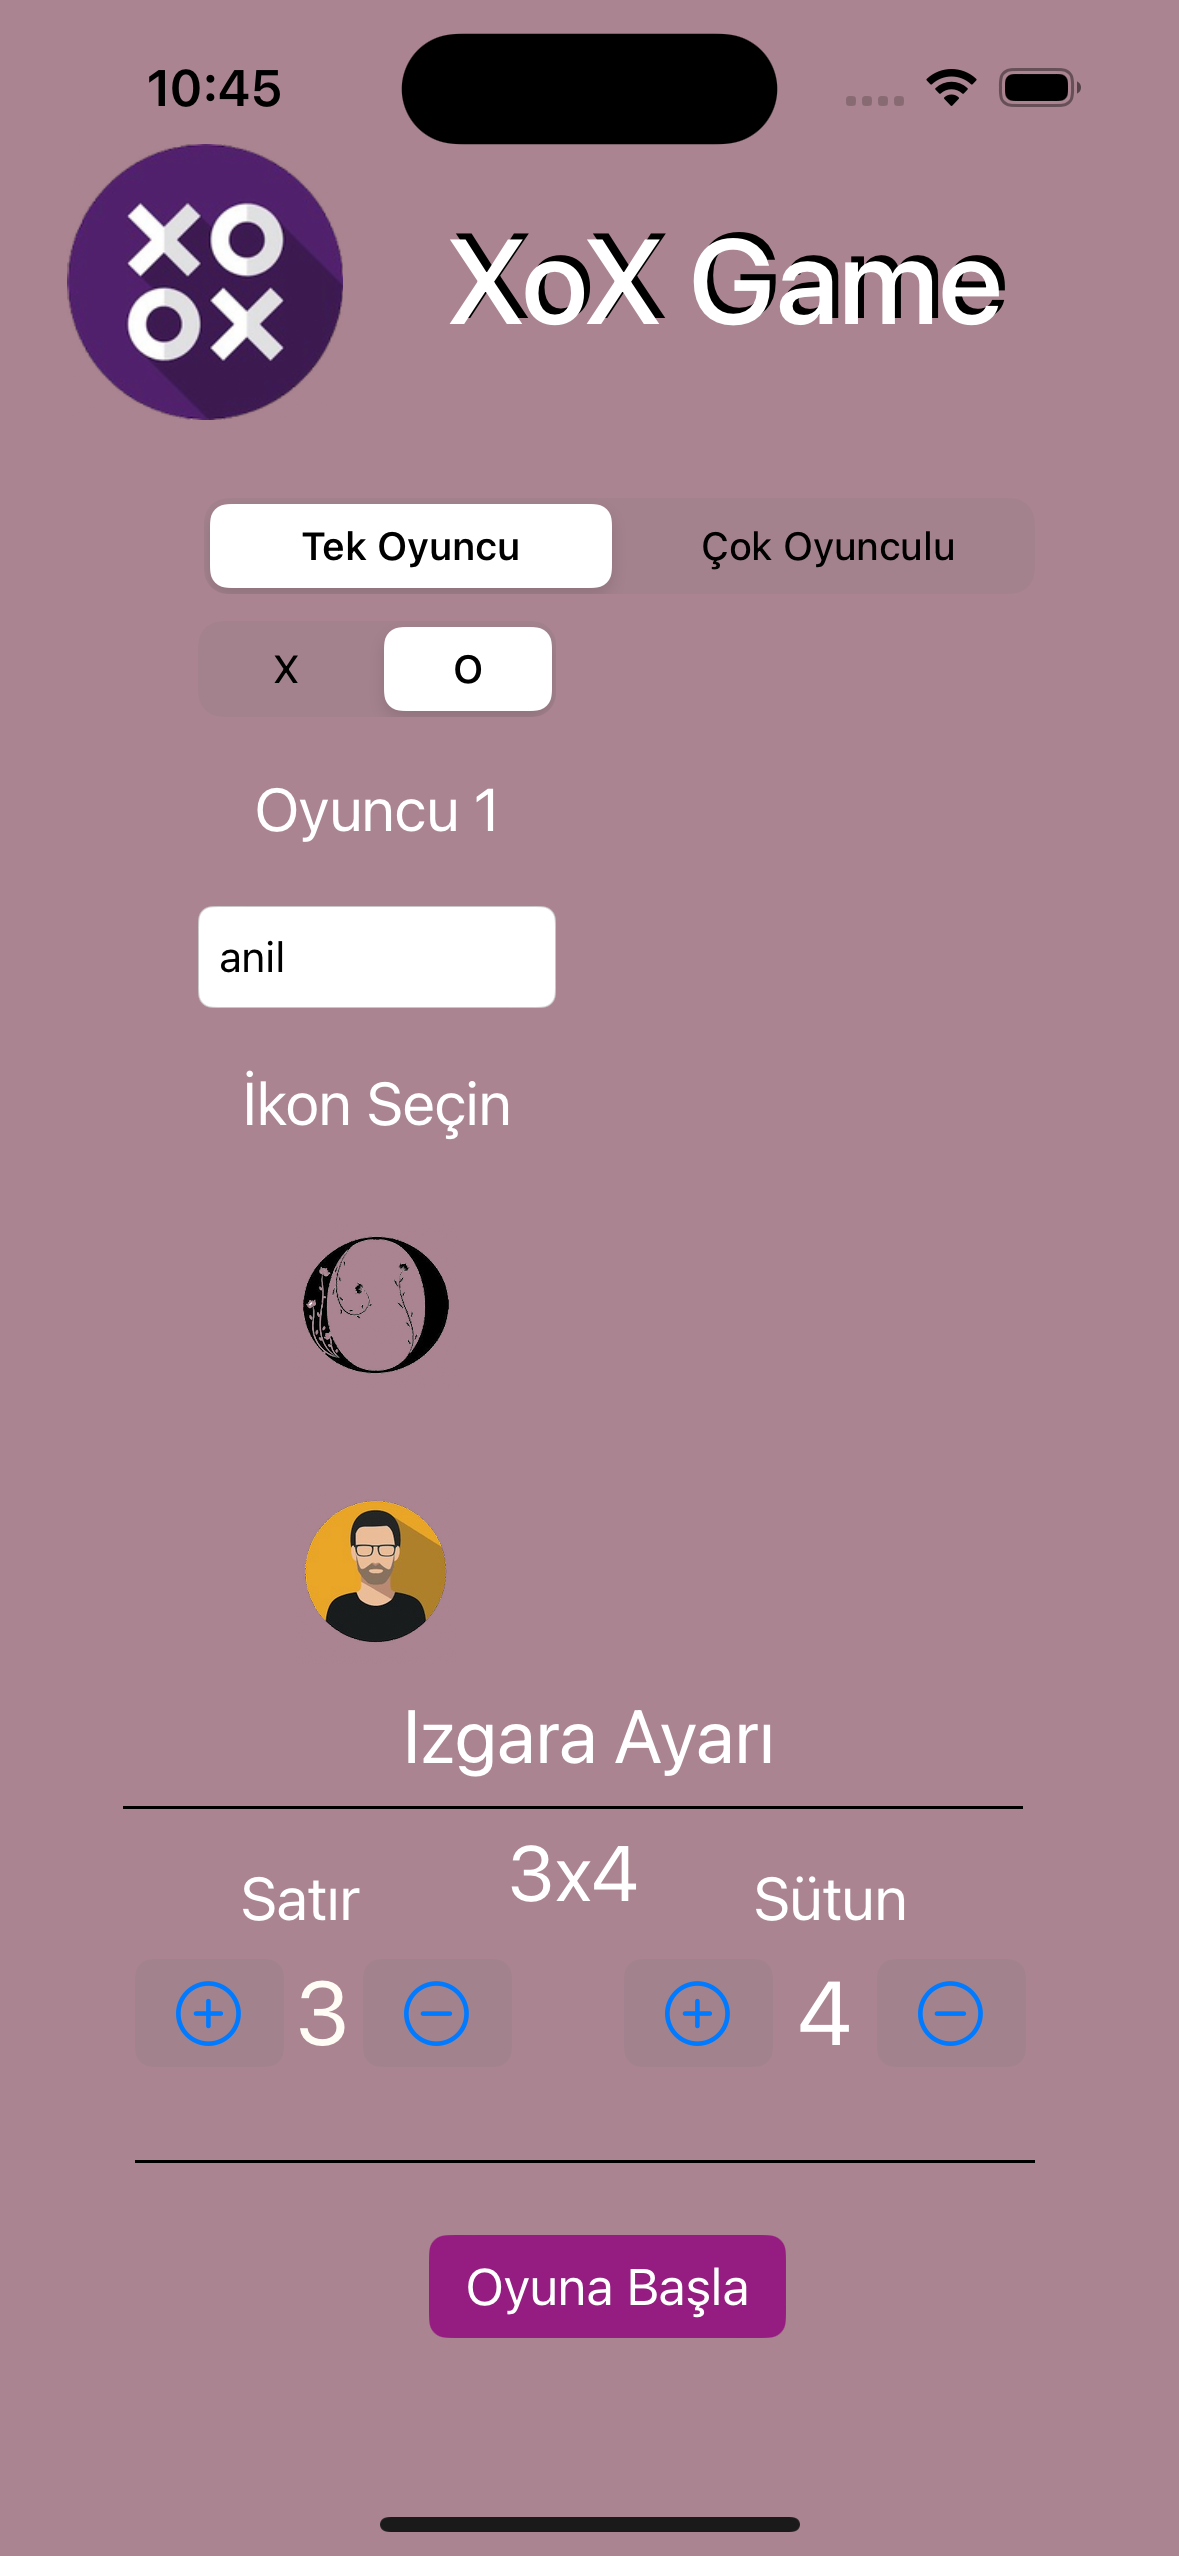 10:45
XO
OX
XoX Game
Tek Oyuncu Çok Oyunculu
X O
Oyuncu 1
anil
İkon Seçin
Izgara Ayarı
3x4
Satır Sütun
3 4
Oyuna Başla